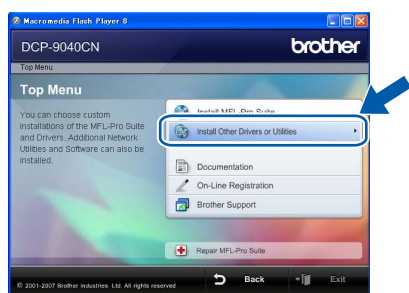 Macromedia Flash Player 8
DCP-9040CN
brother
Top Menu
Top Menu
You can choose custom
installations of the MFL-Pro Suite
and Drivers. Additional Network
Utilities and Software can also be
installed.
Install MFL-Pro Suite
Install Other Drivers or Utilities
Documentation
On-Line Registration
Brother Support
Repair MFL-Pro Suite
© 2001-2007 Brother Industries Ltd. All rights reserved
Back
Exit